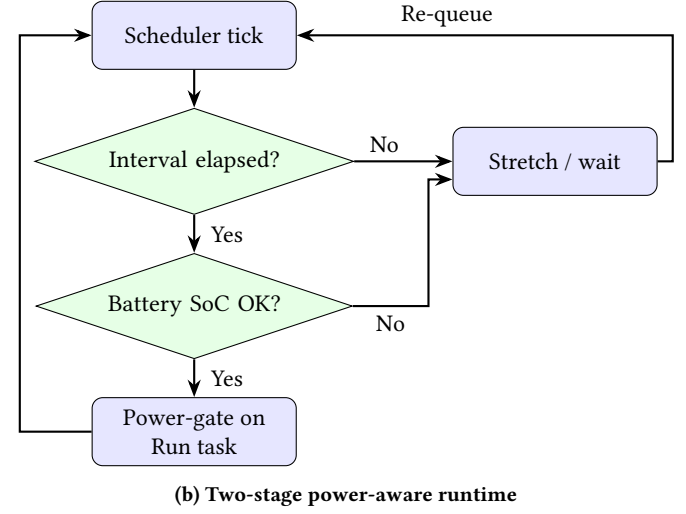 Re-queue
Scheduler tick
Interval elapsed?
No
Stretch / wait
Yes
Battery SoC OK?
No
Yes
Power-gate on
Run task
(b) Two-stage power-aware runtime